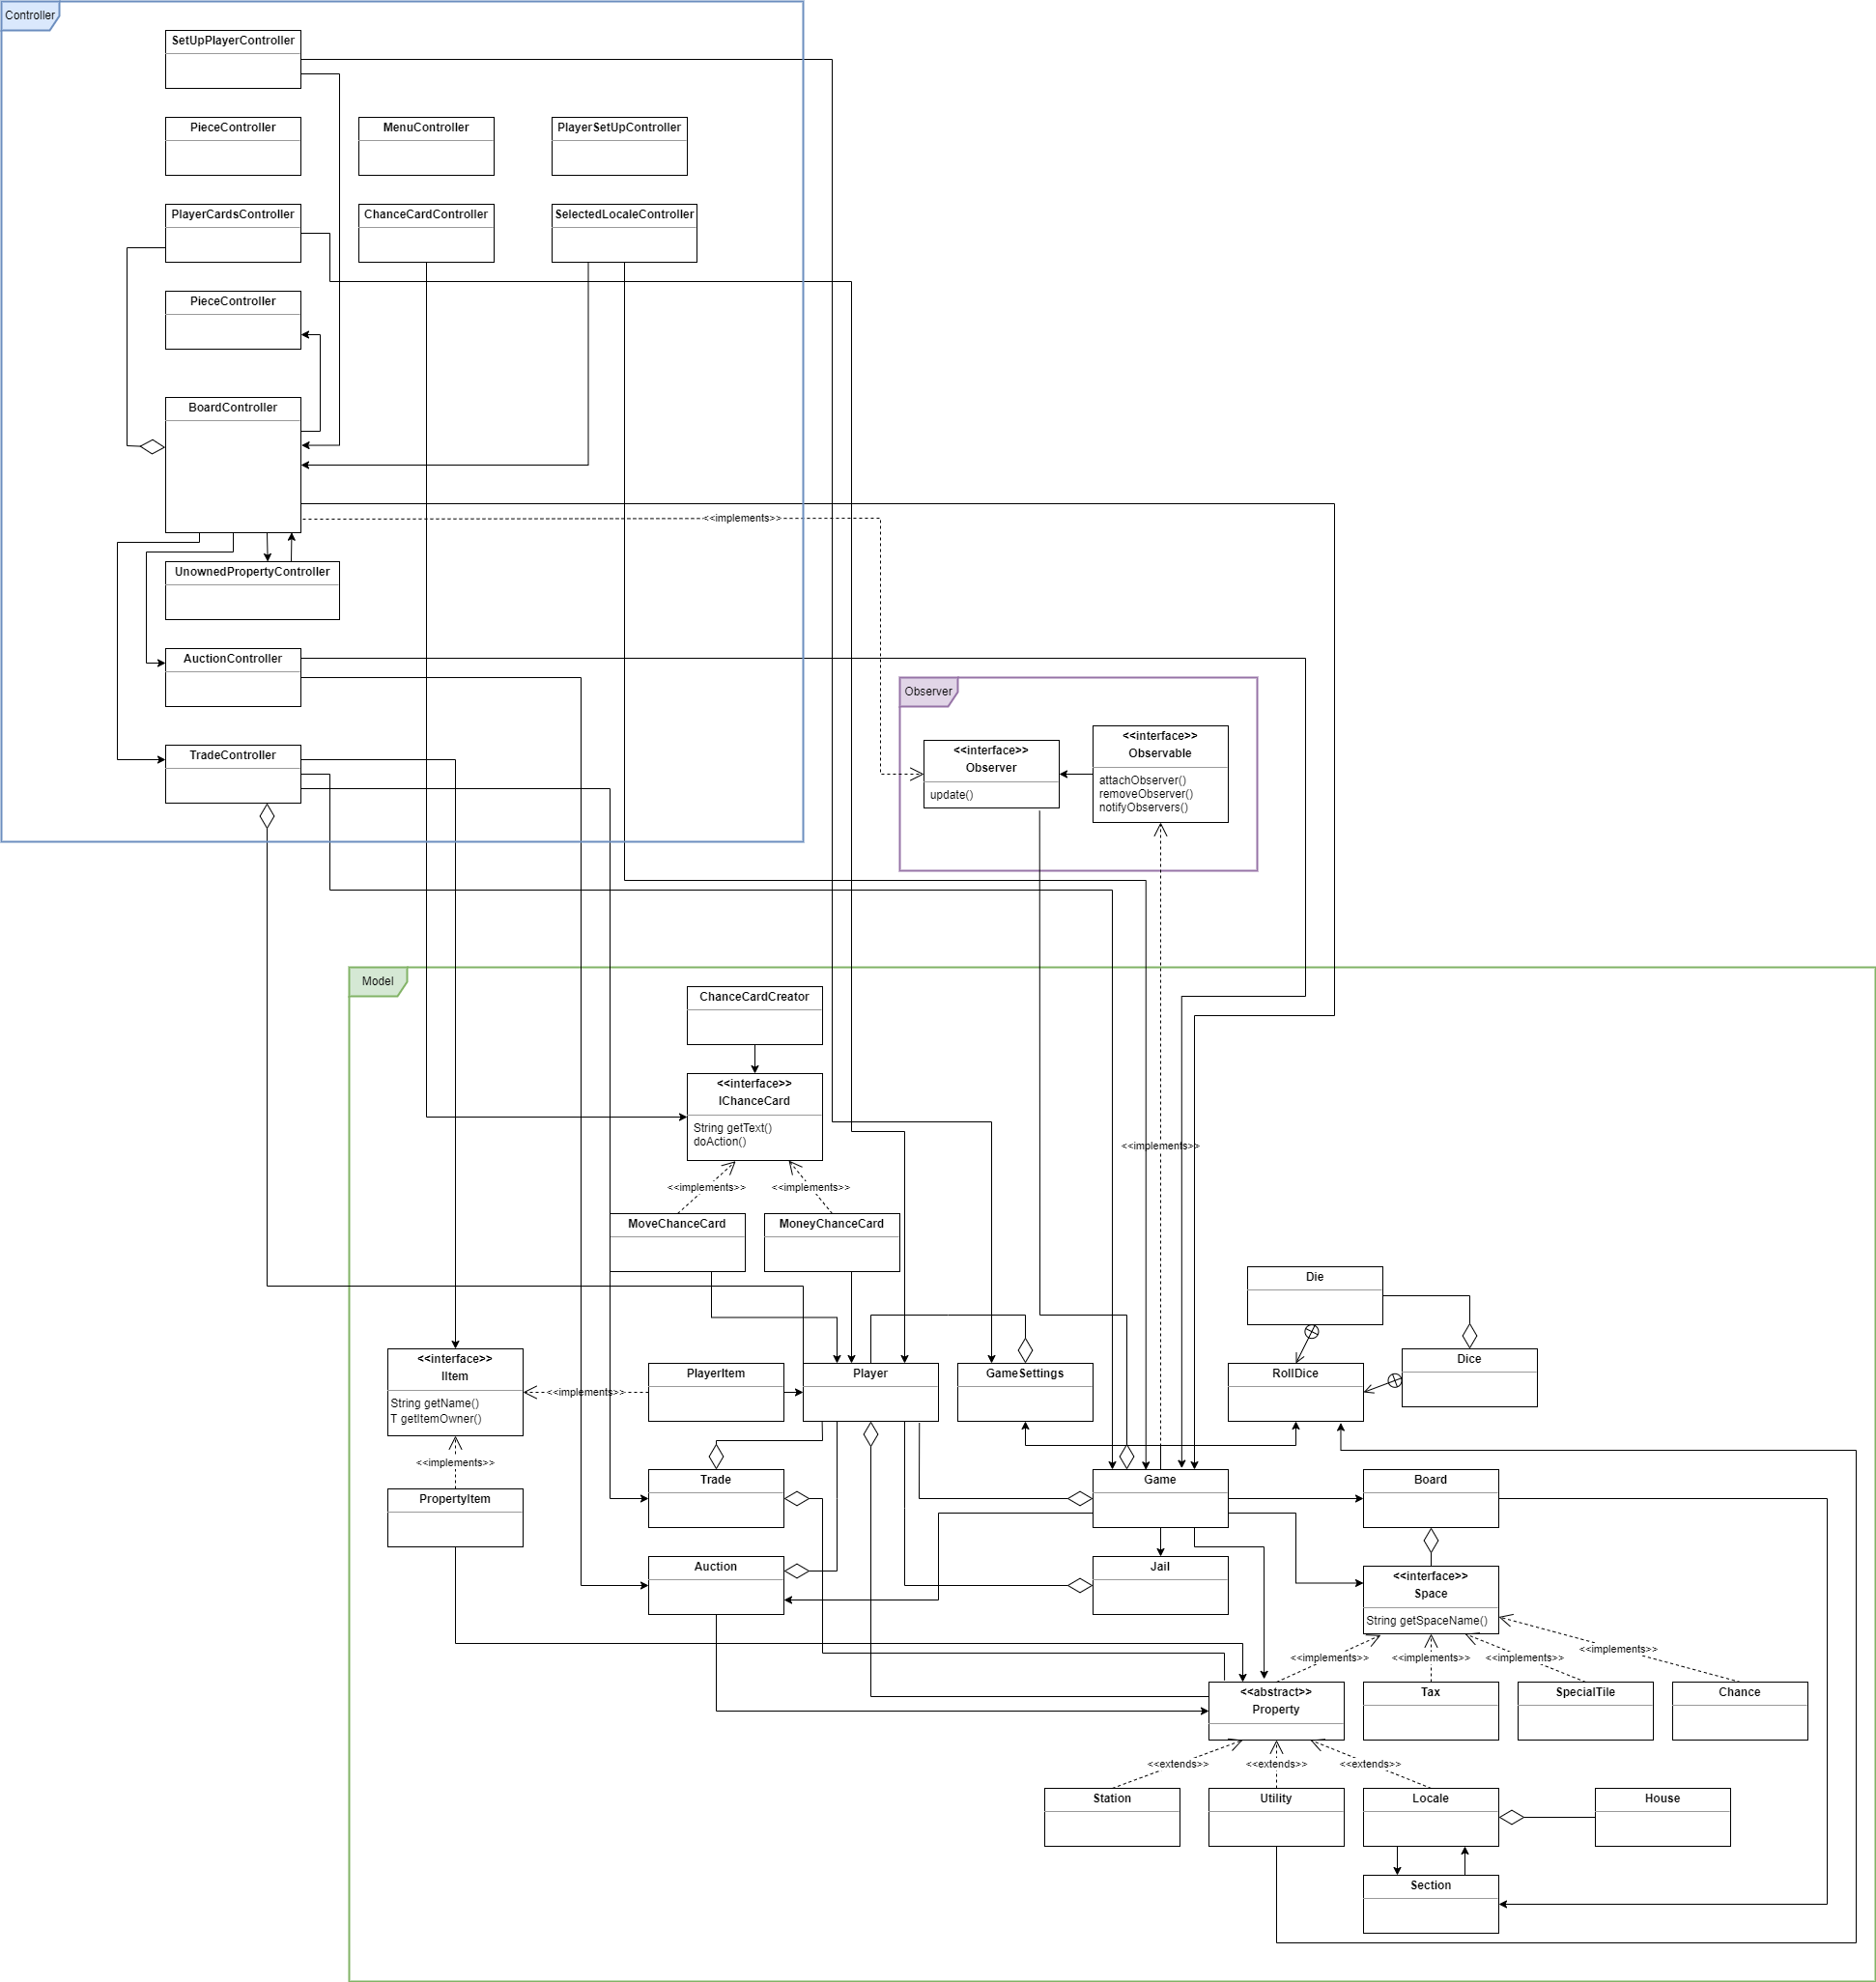 Controller
SetUpPlayerController
PieceController
MenuController
PlayerSetUpController
PlayerCardsController
ChanceCardController
SelectedLocaleController
PieceController
BoardController
<<implements>>
UnownedPropertyController
AuctionController
TradeController
Observer
<<interface>>
Observer
update()
<<interface>>
Observable
attachObserver()
removeObserver()
notifyObservers()
Model
ChanceCardCreator
<<interface>>
IChanceCard
String getText()
doAction()
<<implements>>
<<implements>>
<<implements>>
MoveChanceCard
MoneyChanceCard
Die
<<interface>>
IItem
String getName()
T getItemOwner()
<<implements>>
PlayerItem
Player
GameSettings
RollDice
Dice
<<implements>>
PropertyItem
Trade
Game
Board
Auction
Jail
<<interface>>
Space
String getSpaceName()
<<implements>>
<<implements>>
<<implements>>
<<implements>>
<<abstract>>
Property
Tax
SpecialTile
Chance
<<extends>>
<<extends>>
<<extends>>
Station
Utility
Locale
House
Section